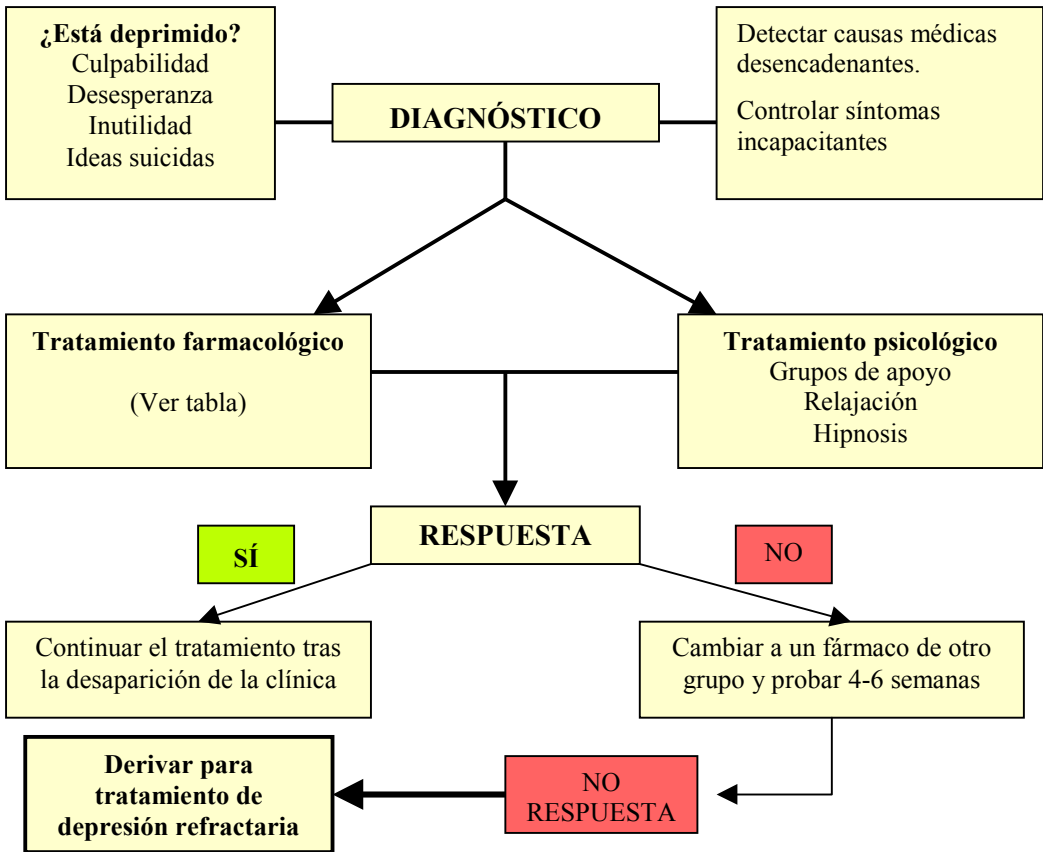 ¿Está deprimido?
Culpabilidad
Desesperanza
Inutilidad
Ideas suicidas
DIAGNÓSTICO
Detectar causas médicas
desencadenantes.
Controlar síntomas
incapacitantes
Tratamiento farmacológico
(Ver tabla)
Tratamiento psicológico
Grupos de apoyo
Relajación
Hipnosis
RESPUESTA
SÍ
NO
Continuar el tratamiento tras
la desaparición de la clínica
Cambiar a un fármaco de otro
grupo y probar 4-6 semanas
Derivar para
tratamiento de
depresión refractaria
NO
RESPUESTA